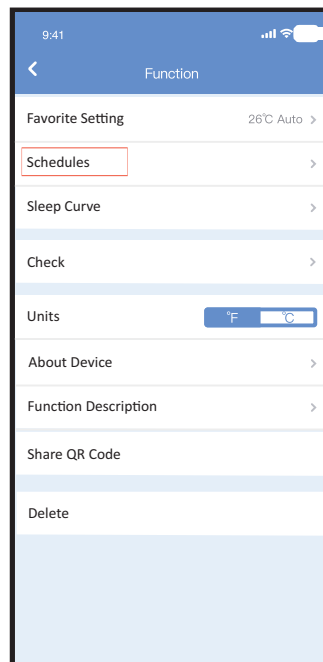 9:41
Function
Favorite Setting 26℃ Auto
Schedules
Sleep Curve
Check
Units ℉ ℃
About Device
Function Description
Share QR Code
Delete